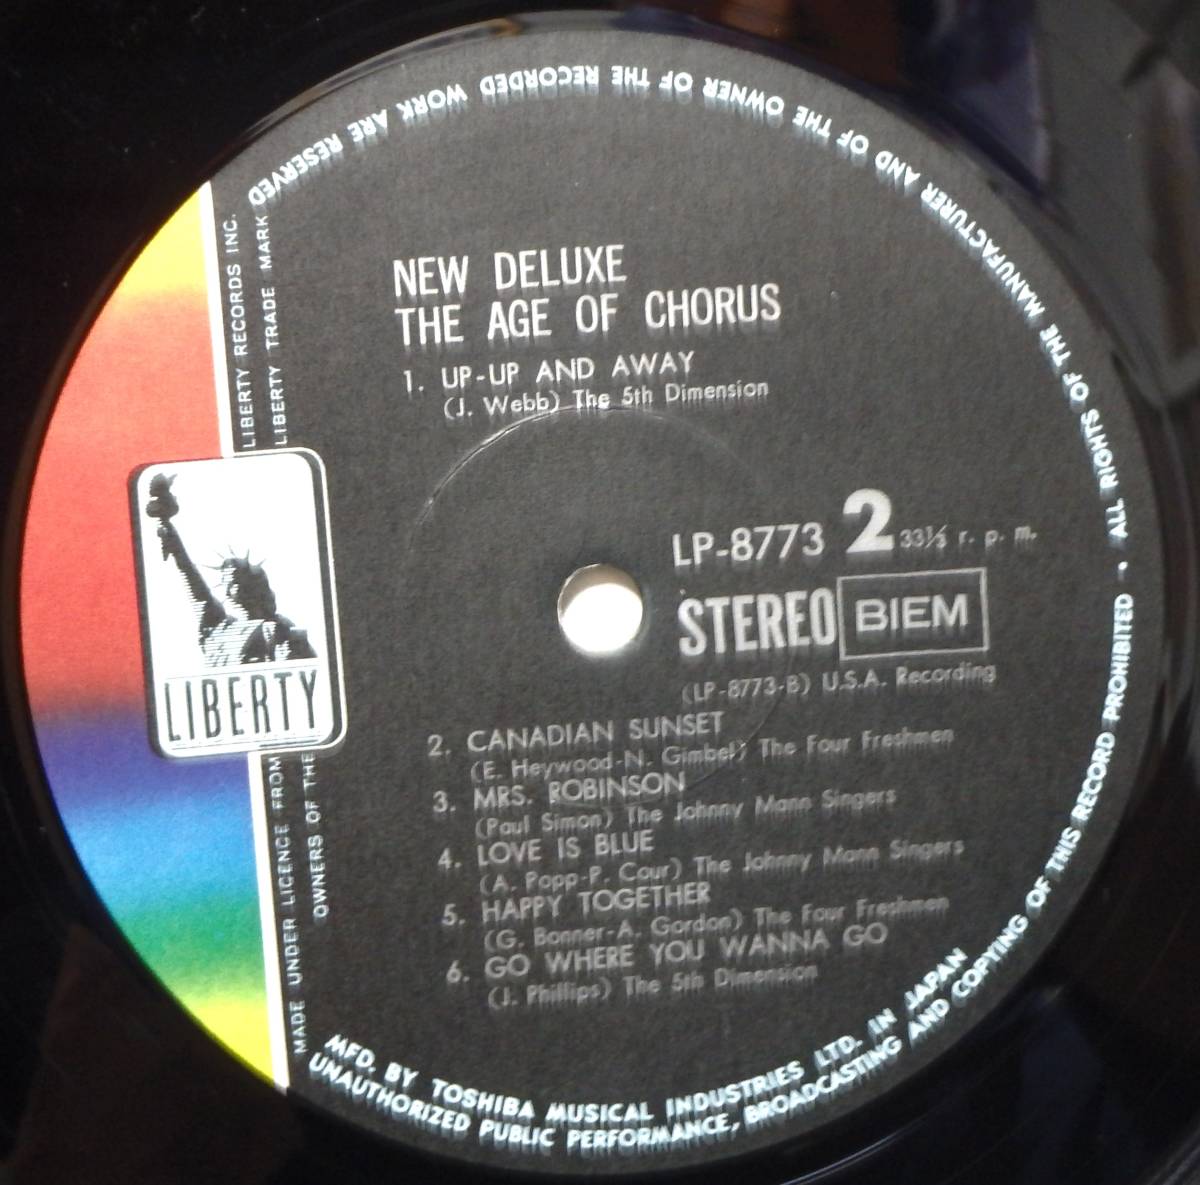 NEW DELUXE
THE AGE OF CHORUS
1. UP-UP AND AWAY
(J. Webb) The 5th Dimension
LP-8773 2 33⅓ r. p. m.
STEREO BIEM
(LP-8773-B) U.S.A. Recording
2. CANADIAN SUNSET
(E. Heywood-N. Gimbel) The Four Freshmen
3. MRS. ROBINSON
(Paul Simon) The Johnny Mann Singers
4. LOVE IS BLUE
(A. Popp-P. Cour) The Johnny Mann Singers
5. HAPPY TOGETHER
(G. Bonner-A. Gordon) The Four Freshmen
6. GO WHERE YOU WANNA GO
(J. Phillips) The 5th Dimension
LIBERTY
MADE UNDER LICENCE FROM LIBERTY RECORDS INC.
OWNERS OF THE LIBERTY TRADE MARK
MFD. BY TOSHIBA MUSICAL INDUSTRIES LTD. IN JAPAN
UNAUTHORIZED PUBLIC PERFORMANCE, BROADCASTING AND COPYING OF THIS RECORD PROHIBITED · ALL RIGHTS OF THE MANUFACTURER AND OF THE OWNER OF THE RECORDED WORK ARE RESERVED